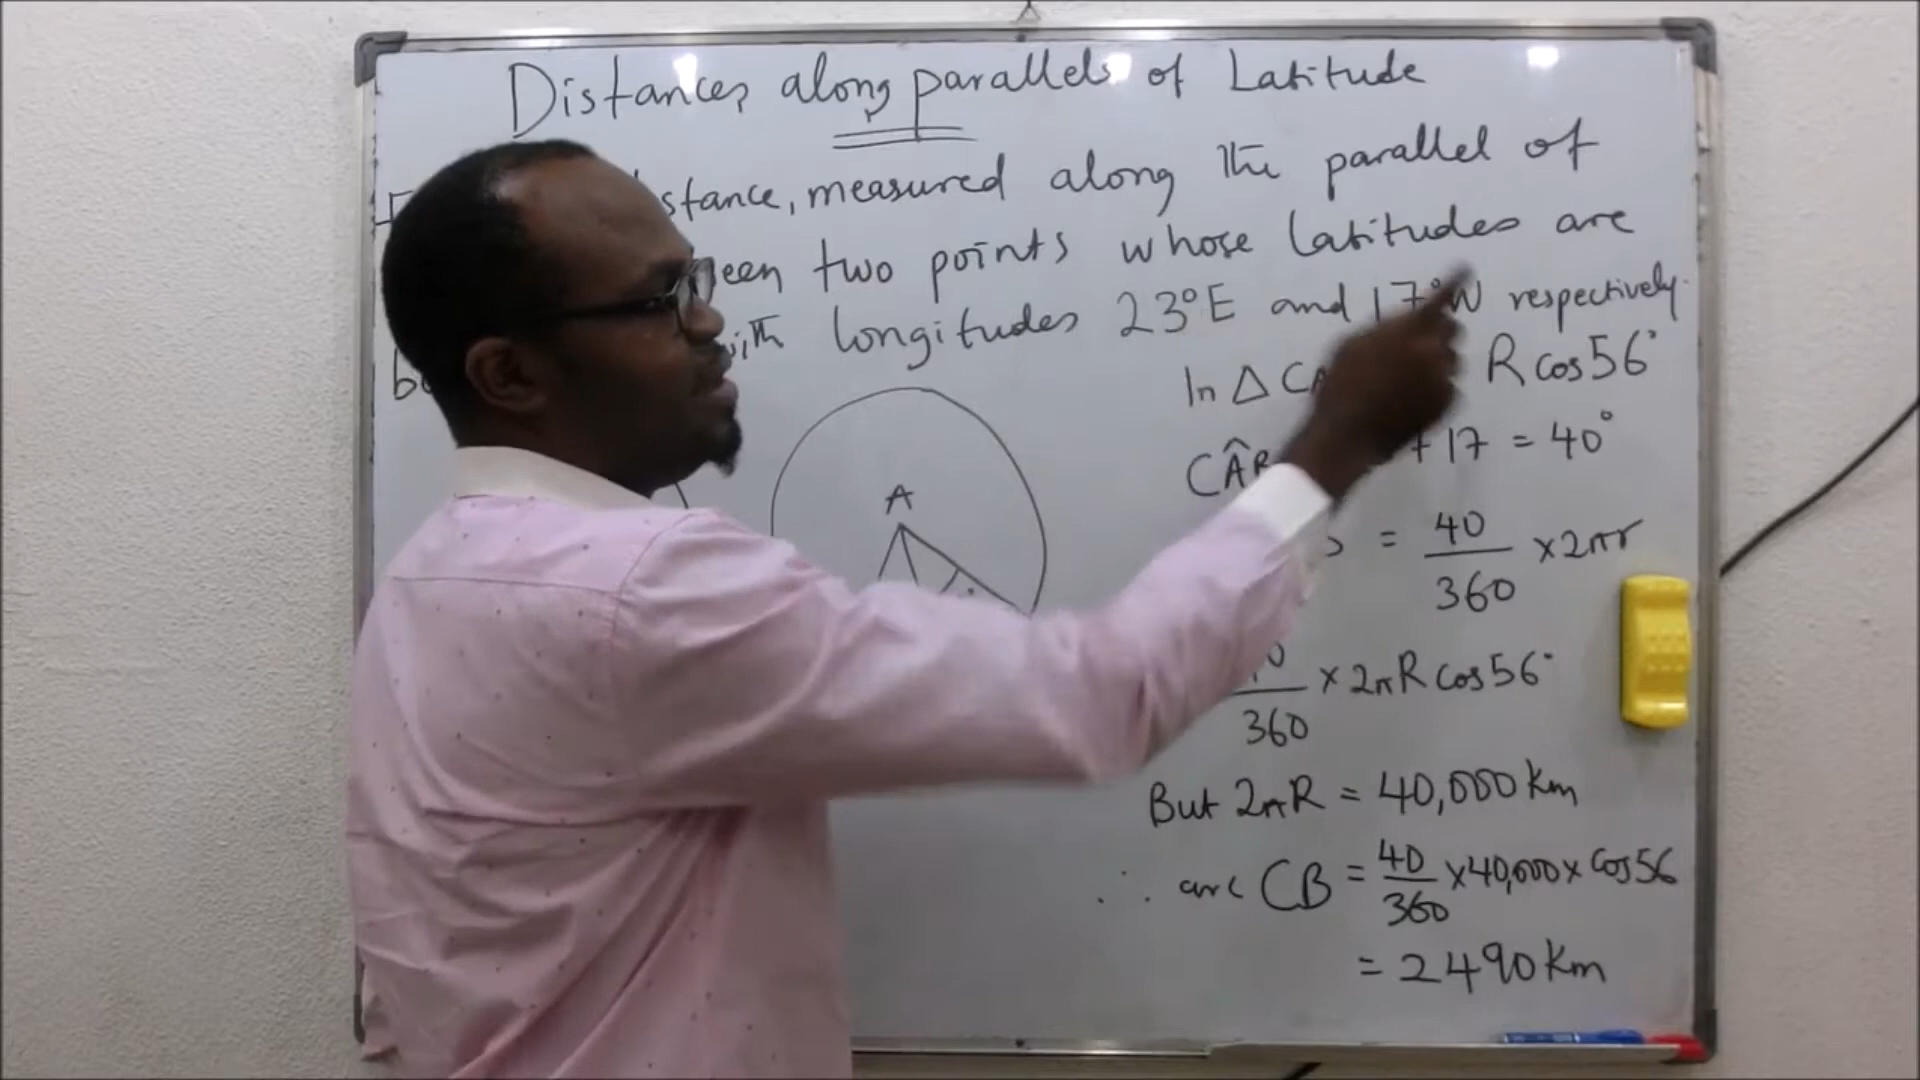 Distances along parallels of Latitude
stance, measured along the parallel of
een two points whose latitudes are
with longitudes 23°E and 17°W respectively.
In △ CA R cos 56°
CÂB + 17 = 40°
A
= 40/360 × 2πr
/360 × 2πR cos 56°
But 2πR = 40,000 km
∴ arc CB = 40/360 × 40,000 × cos 56
= 2490 km